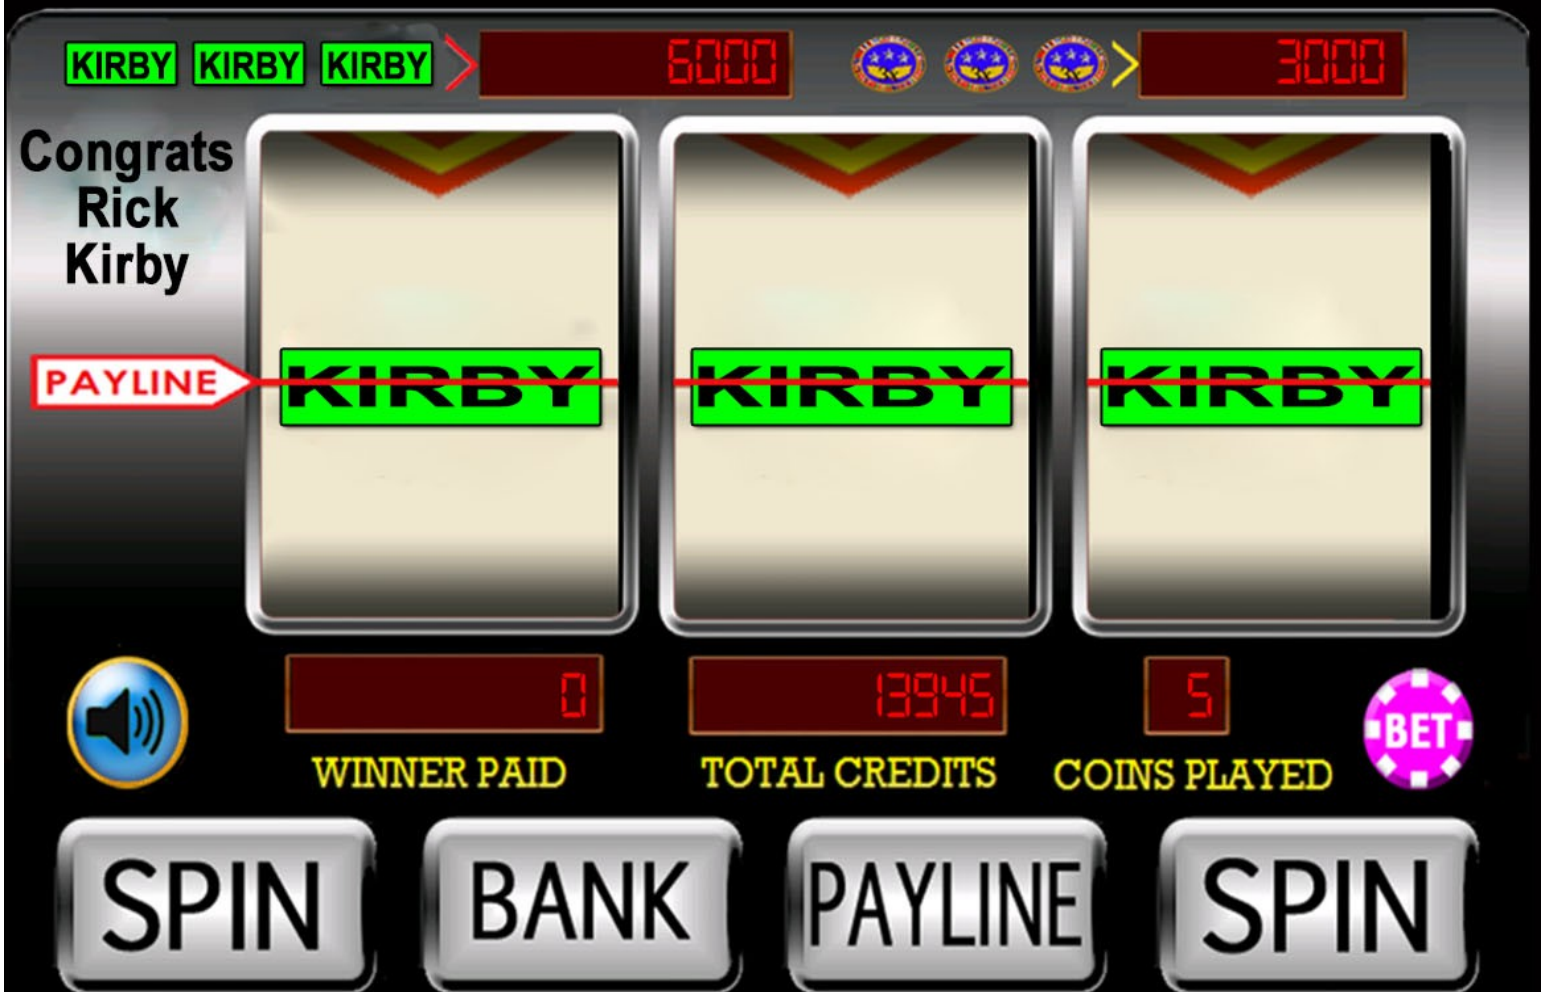 KIRBY KIRBY KIRBY 6000 3000
Congrats
Rick
Kirby
PAYLINE KIRBY KIRBY KIRBY
0 13945 5 BET
WINNER PAID TOTAL CREDITS COINS PLAYED
SPIN BANK PAYLINE SPIN